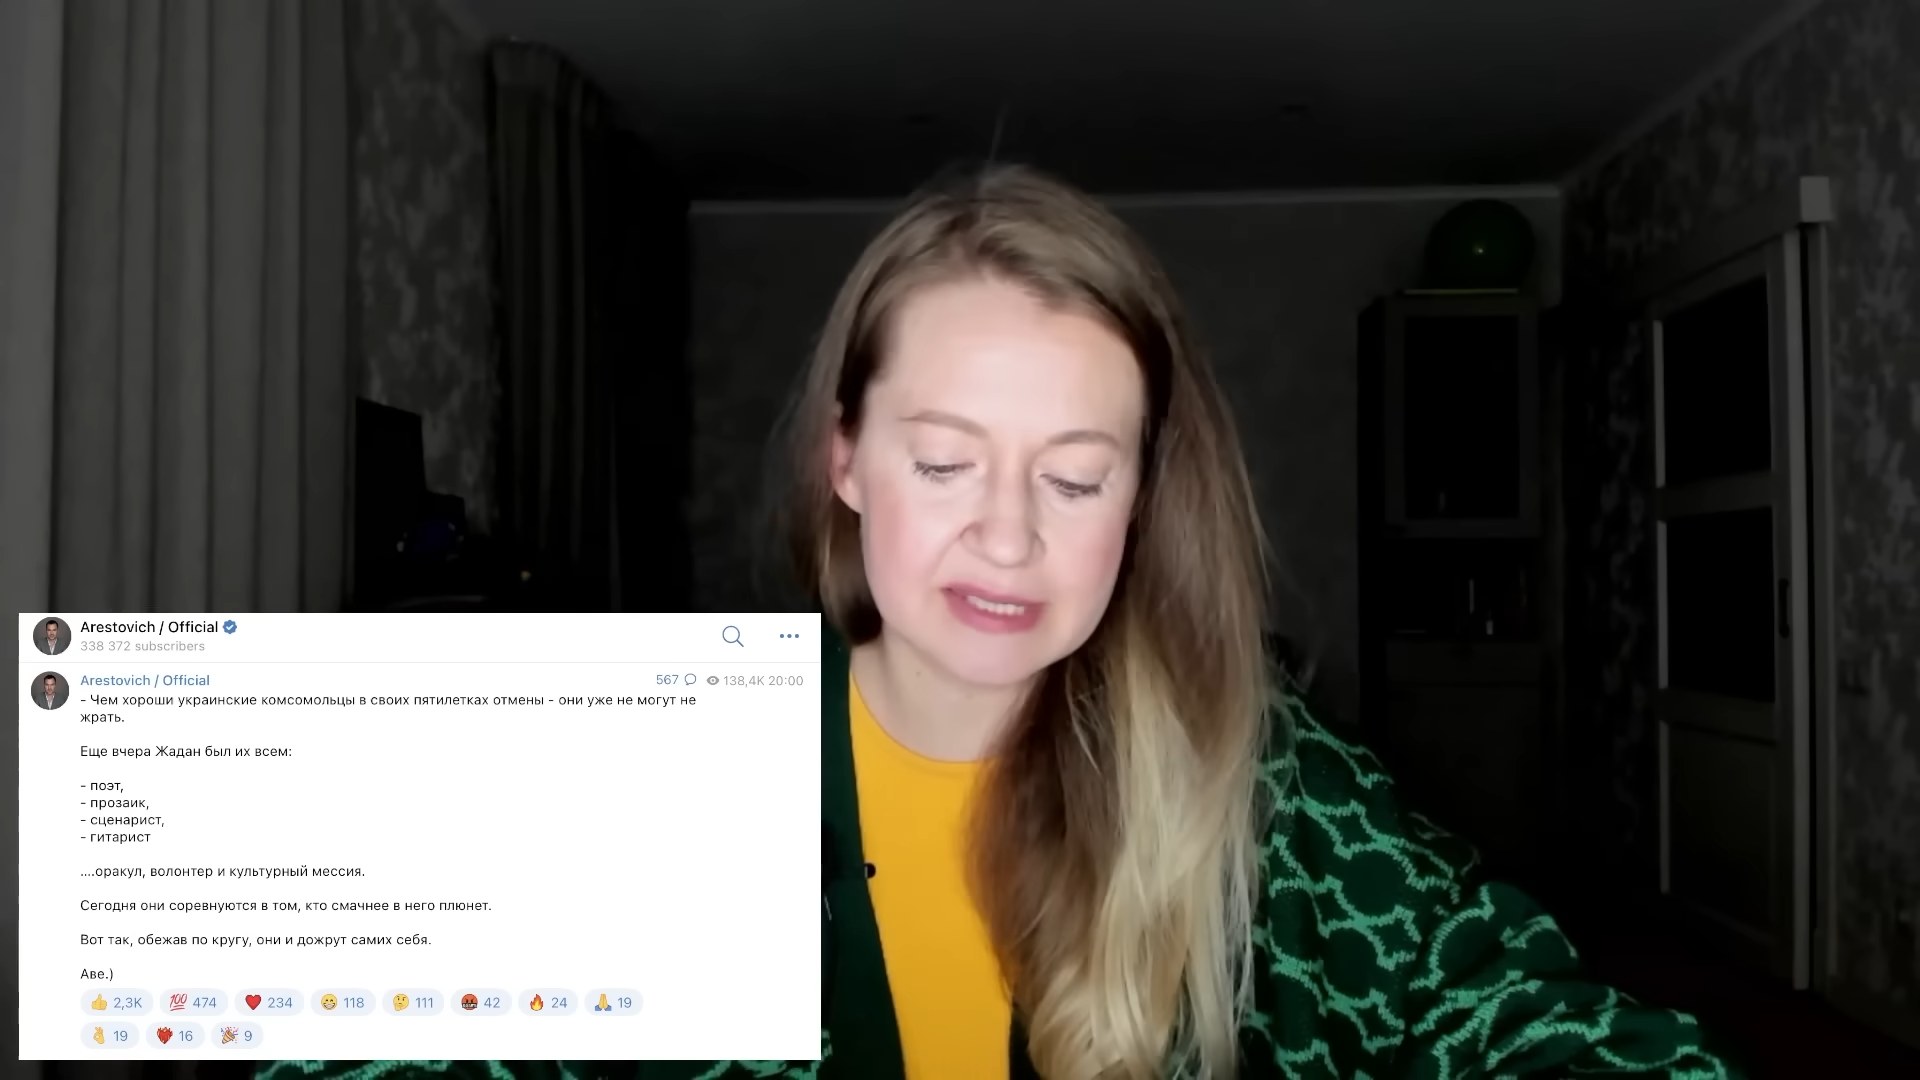 Arestovich / Official
338 372 subscribers
Arestovich / Official
567 138,4K 20:00
- Чем хороши украинские комсомольцы в своих пятилетках отмены - они уже не могут не
жрать.
Еще вчера Жадан был их всем:
- поэт,
- прозаик,
- сценарист,
- гитарист
....оракул, волонтер и культурный мессия.
Сегодня они соревнуются в том, кто смачнее в него плюнет.
Вот так, обежав по кругу, они и дожрут самих себя.
Аве.)
2,3K 💯 474 234 118 111 42 24 19
19 16 9